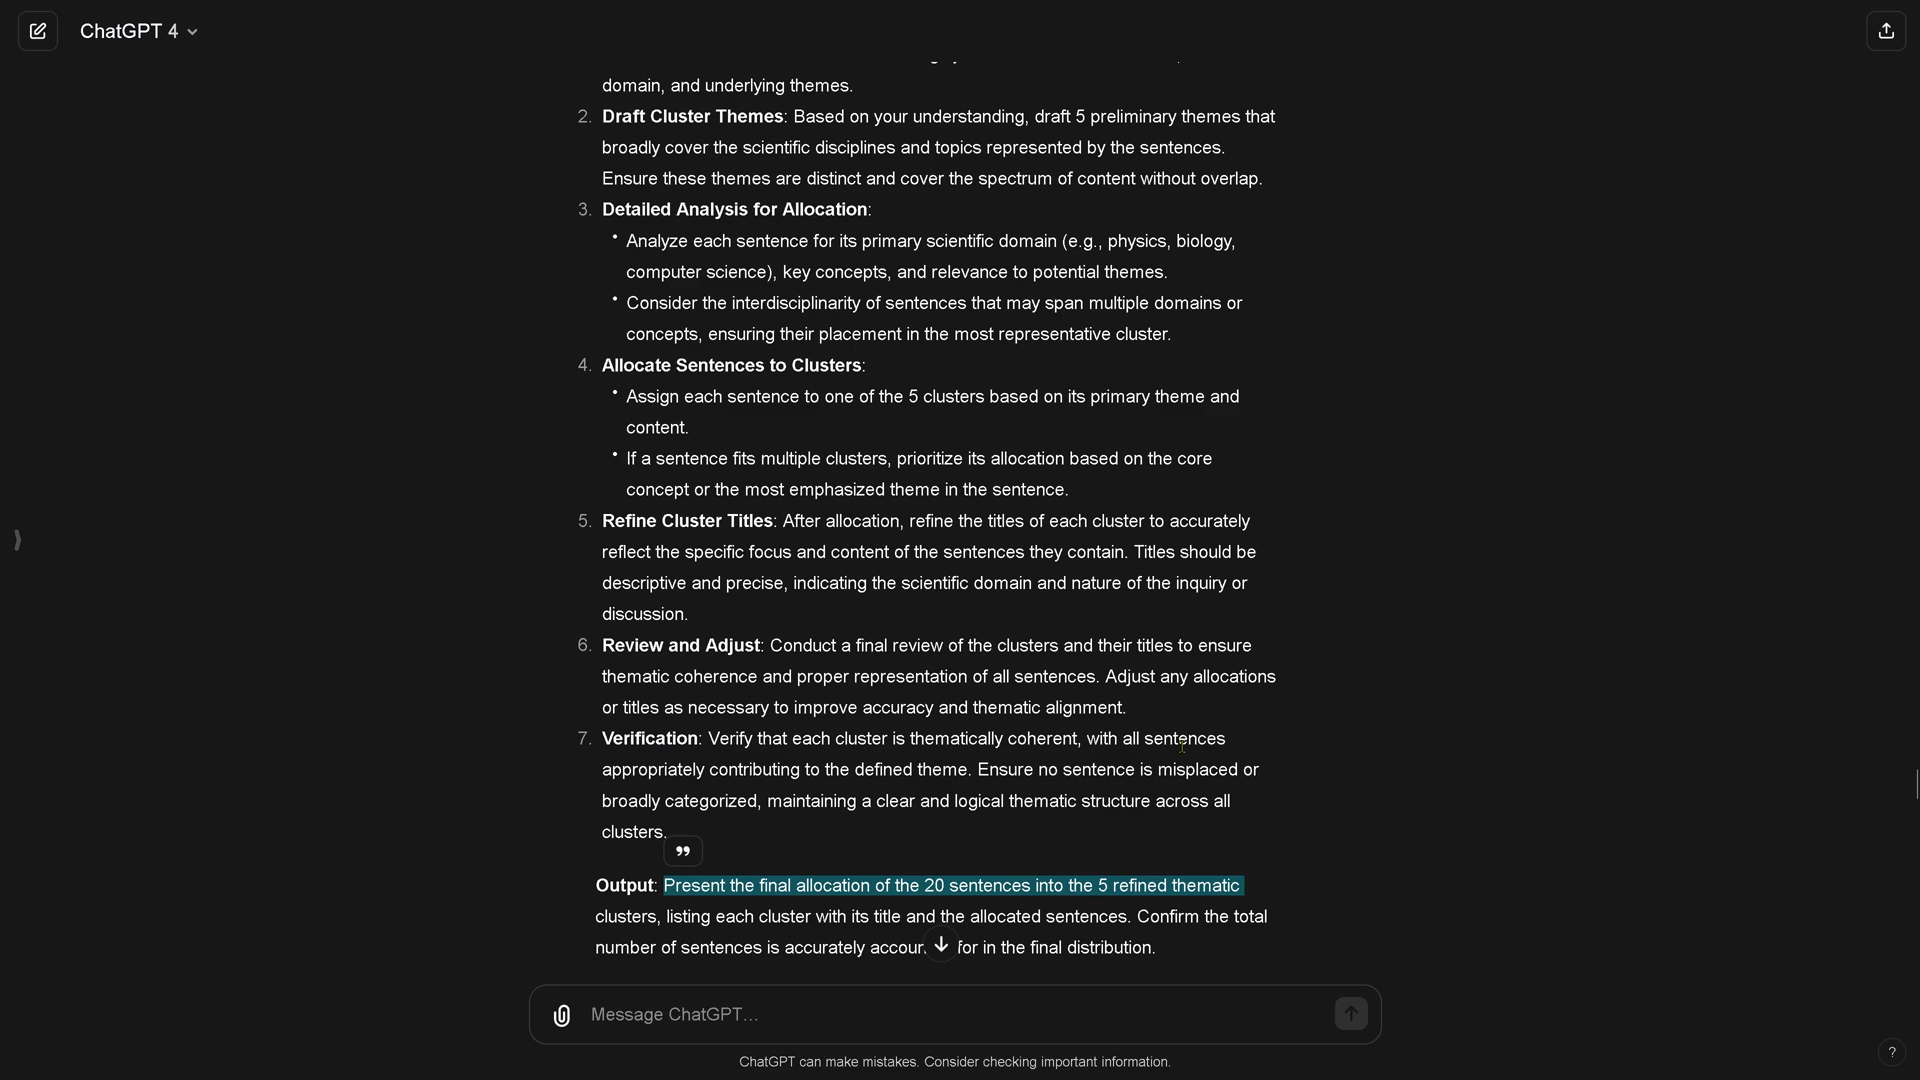 ChatGPT 4
domain, and underlying themes.
2. Draft Cluster Themes: Based on your understanding, draft 5 preliminary themes that
broadly cover the scientific disciplines and topics represented by the sentences.
Ensure these themes are distinct and cover the spectrum of content without overlap.
3. Detailed Analysis for Allocation:
• Analyze each sentence for its primary scientific domain (e.g., physics, biology,
computer science), key concepts, and relevance to potential themes.
• Consider the interdisciplinarity of sentences that may span multiple domains or
concepts, ensuring their placement in the most representative cluster.
4. Allocate Sentences to Clusters:
• Assign each sentence to one of the 5 clusters based on its primary theme and
content.
• If a sentence fits multiple clusters, prioritize its allocation based on the core
concept or the most emphasized theme in the sentence.
5. Refine Cluster Titles: After allocation, refine the titles of each cluster to accurately
reflect the specific focus and content of the sentences they contain. Titles should be
descriptive and precise, indicating the scientific domain and nature of the inquiry or
discussion.
6. Review and Adjust: Conduct a final review of the clusters and their titles to ensure
thematic coherence and proper representation of all sentences. Adjust any allocations
or titles as necessary to improve accuracy and thematic alignment.
7. Verification: Verify that each cluster is thematically coherent, with all sentences
appropriately contributing to the defined theme. Ensure no sentence is misplaced or
broadly categorized, maintaining a clear and logical thematic structure across all
clusters.
Output: Present the final allocation of the 20 sentences into the 5 refined thematic
clusters, listing each cluster with its title and the allocated sentences. Confirm the total
number of sentences is accurately accoun for in the final distribution.
Message ChatGPT...
ChatGPT can make mistakes. Consider checking important information.
?